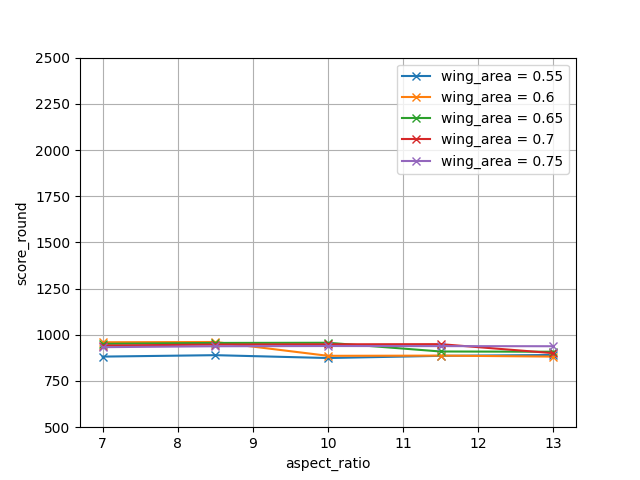 2500
2250
2000
1750
1500
1250
1000
750
500
score_round
wing_area = 0.55
wing_area = 0.6
wing_area = 0.65
wing_area = 0.7
wing_area = 0.75
7 8 9 10 11 12 13
aspect_ratio